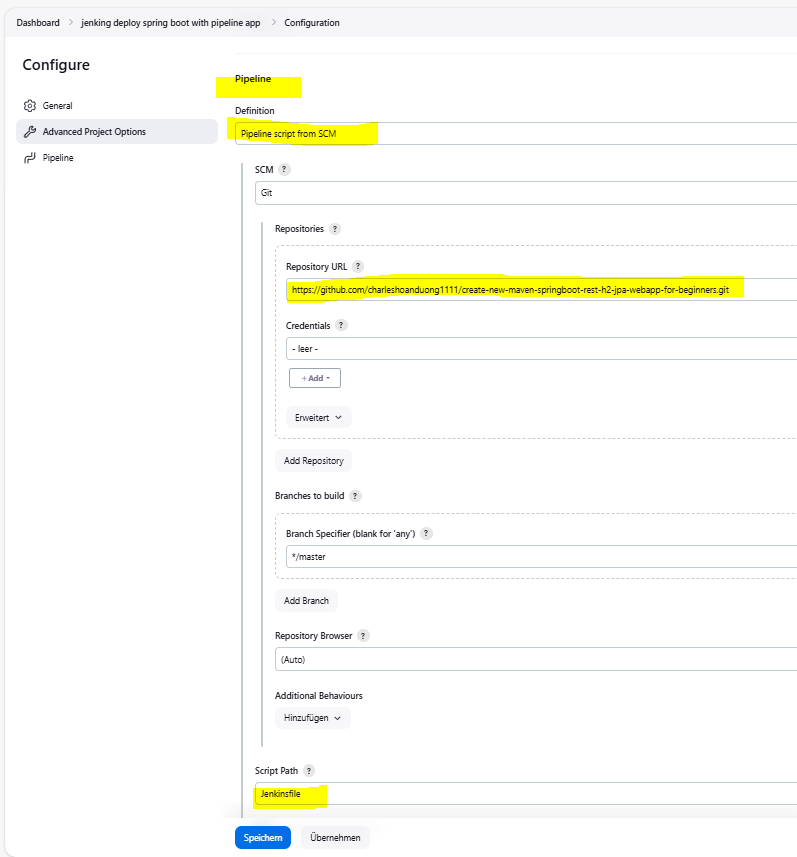 Dashboard > jenking deploy spring boot with pipeline app > Configuration
Configure
General
Advanced Project Options
Pipeline
Pipeline
Definition
Pipeline script from SCM
SCM ?
Git
Repositories ?
Repository URL ?
https://github.com/charleshoanduong1111/create-new-maven-springboot-rest-h2-jpa-webapp-for-beginners.git
Credentials ?
- leer -
+ Add
Erweitert
Add Repository
Branches to build ?
Branch Specifier (blank for 'any') ?
*/master
Add Branch
Repository Browser ?
(Auto)
Additional Behaviours
Hinzufügen
Script Path ?
Jenkinsfile
Speichern Übernehmen